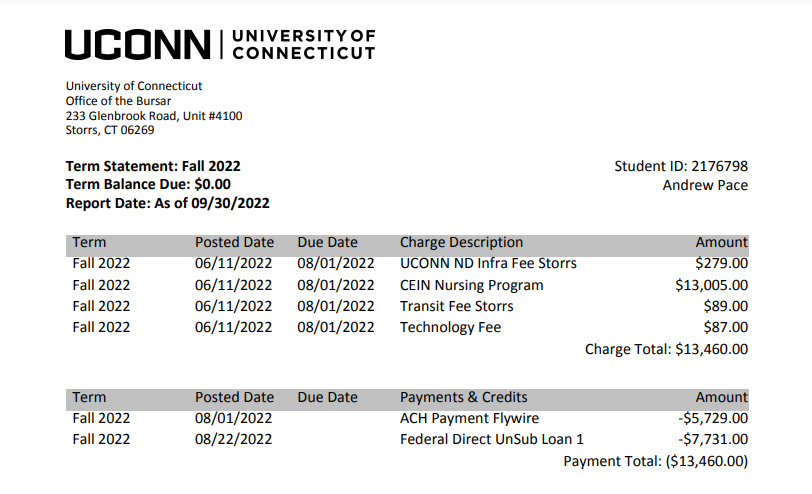 UCONN | UNIVERSITY OF CONNECTICUT
University of Connecticut
Office of the Bursar
233 Glenbrook Road, Unit #4100
Storrs, CT 06269
Term Statement: Fall 2022 Student ID: 2176798
Term Balance Due: $0.00 Andrew Pace
Report Date: As of 09/30/2022
Term Posted Date Due Date Charge Description Amount
Fall 2022 06/11/2022 08/01/2022 UCONN ND Infra Fee Storrs $279.00
Fall 2022 06/11/2022 08/01/2022 CEIN Nursing Program $13,005.00
Fall 2022 06/11/2022 08/01/2022 Transit Fee Storrs $89.00
Fall 2022 06/11/2022 08/01/2022 Technology Fee $87.00
Charge Total: $13,460.00
Term Posted Date Due Date Payments & Credits Amount
Fall 2022 08/01/2022 ACH Payment Flywire -$5,729.00
Fall 2022 08/22/2022 Federal Direct UnSub Loan 1 -$7,731.00
Payment Total: ($13,460.00)